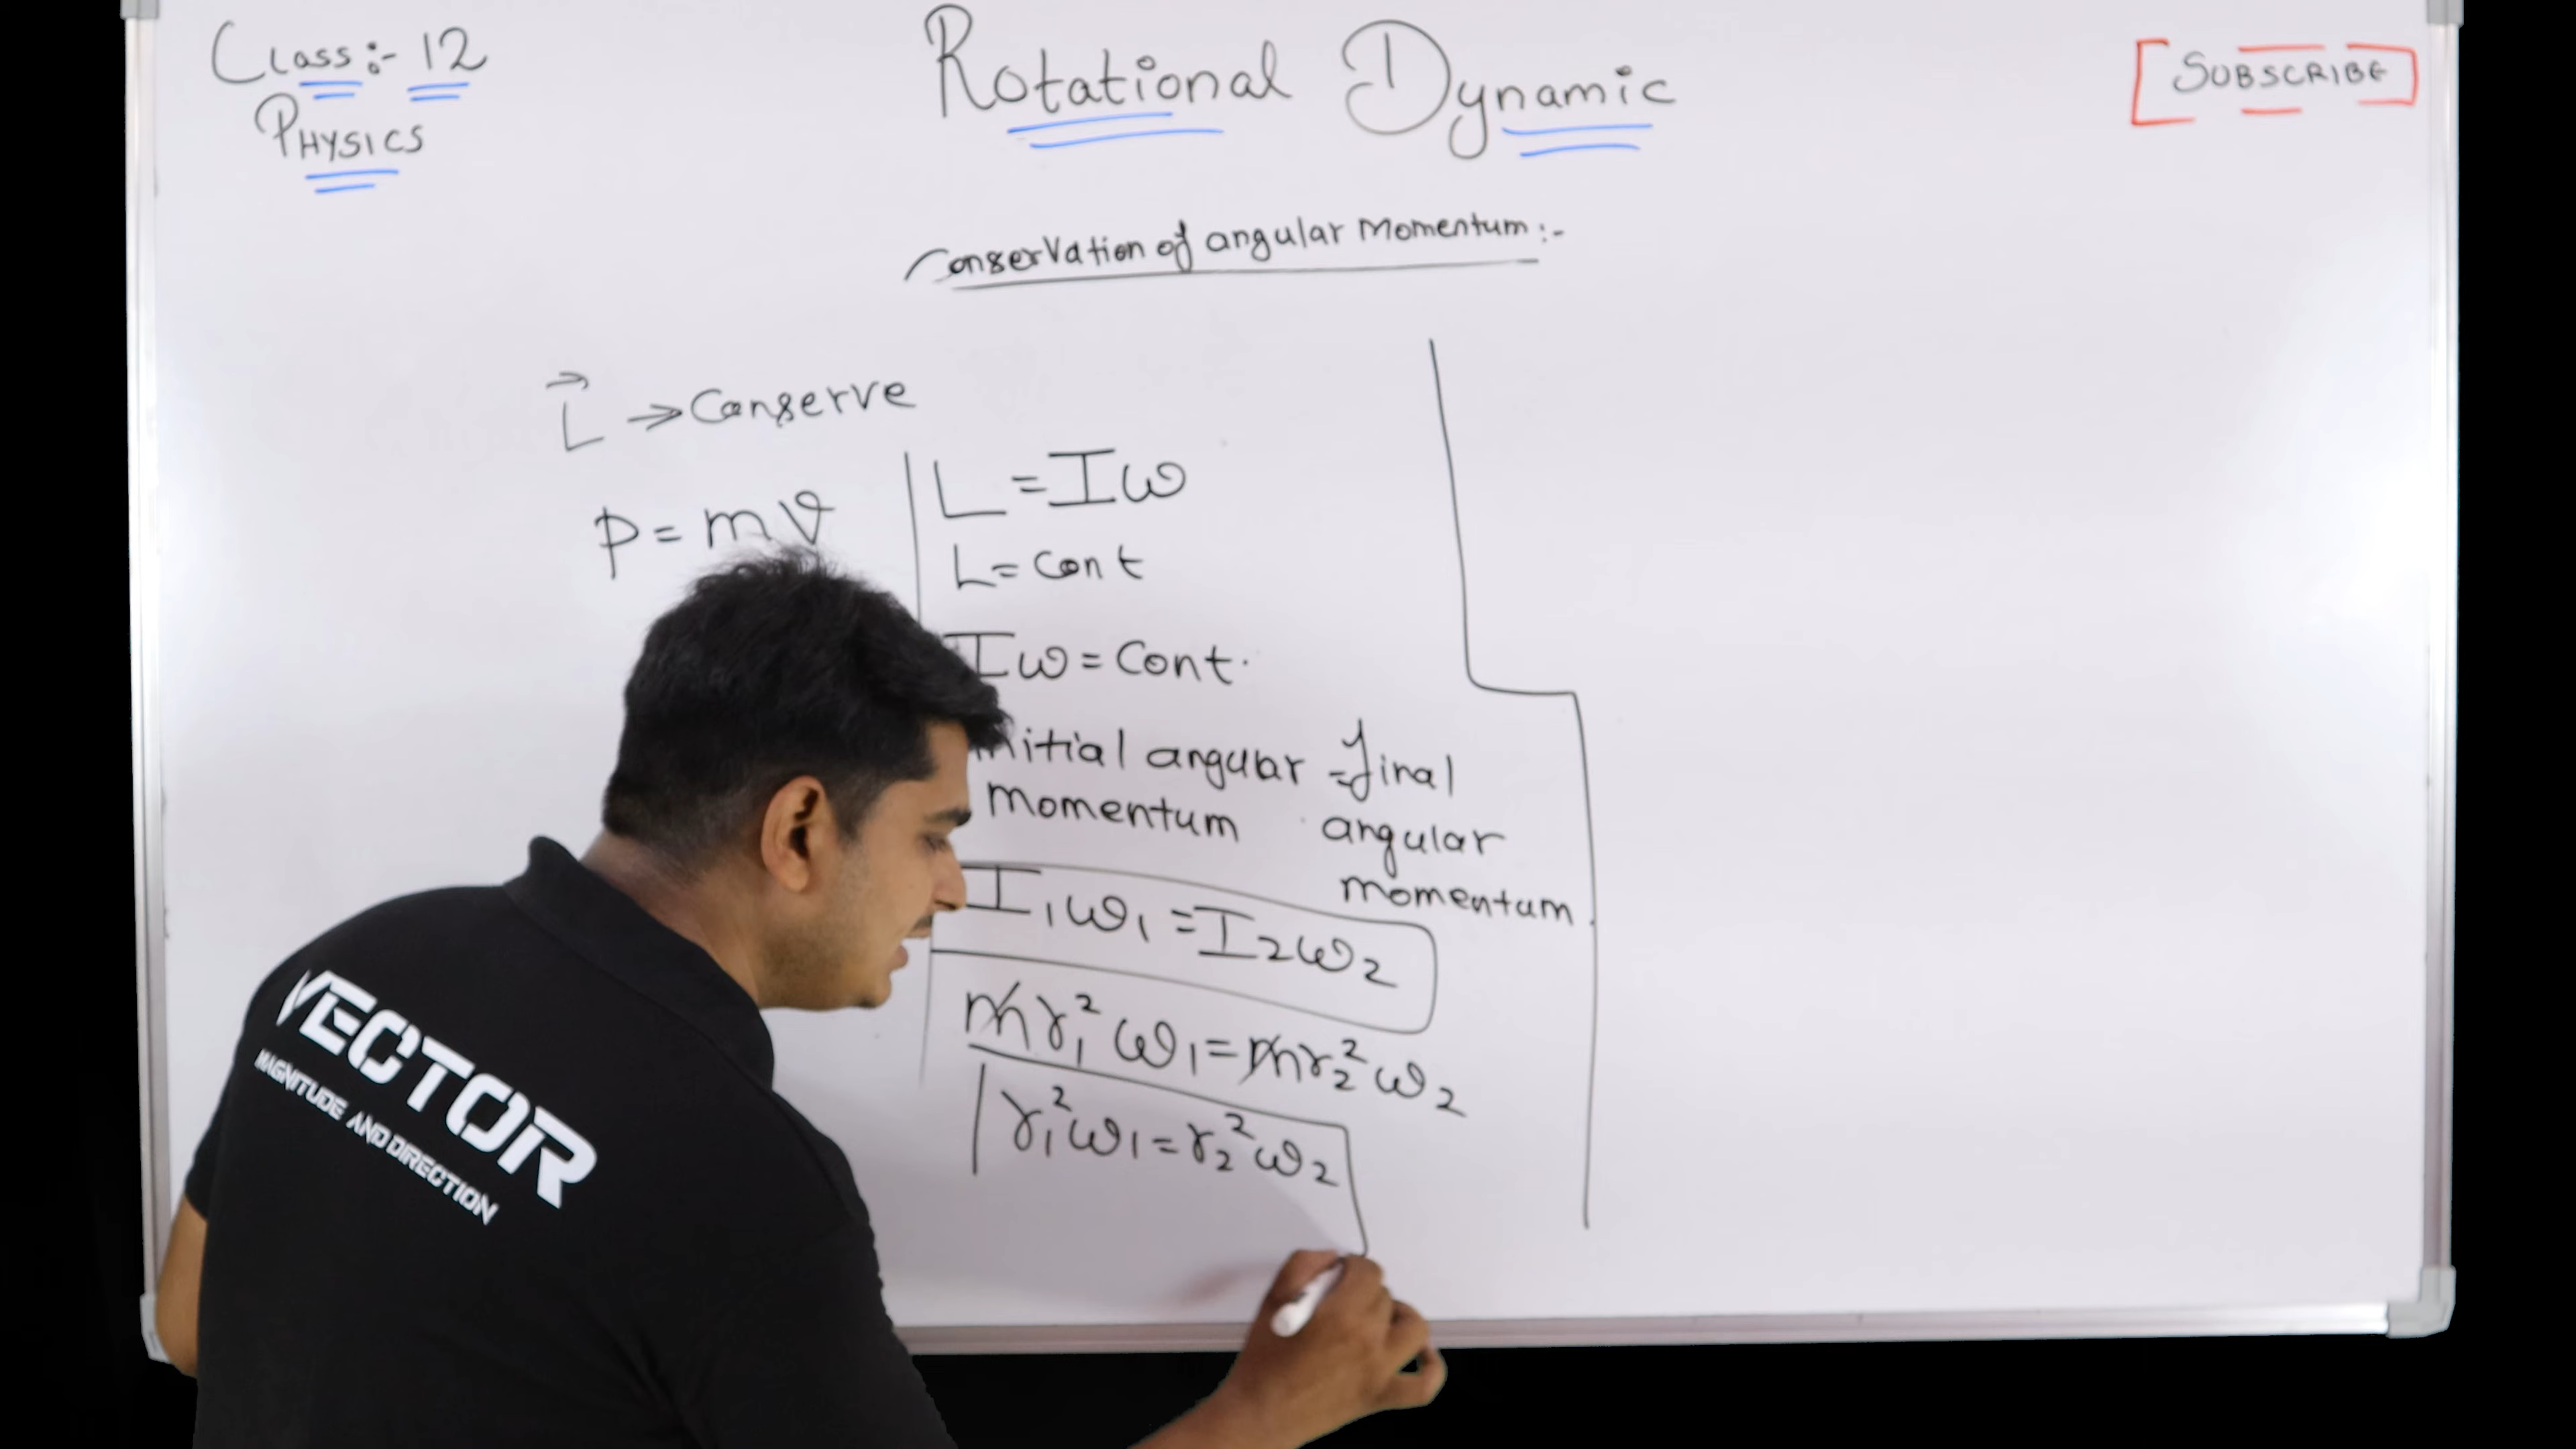 Class:- 12
PHYSICS
Rotational Dynamic
SUBSCRIBE
Conservation of angular Momentum:-
L⃗ → Conserve
p = mv
L = Iω
L = cont
Iω = Cont.
nitial angular = final
momentum angular
momentum.
I₁ω₁ = I₂ω₂
mr₁²ω₁ = mr₂²ω₂
r₁²ω₁ = r₂²ω₂
VECTOR
MAGNITUDE AND DIRECTION